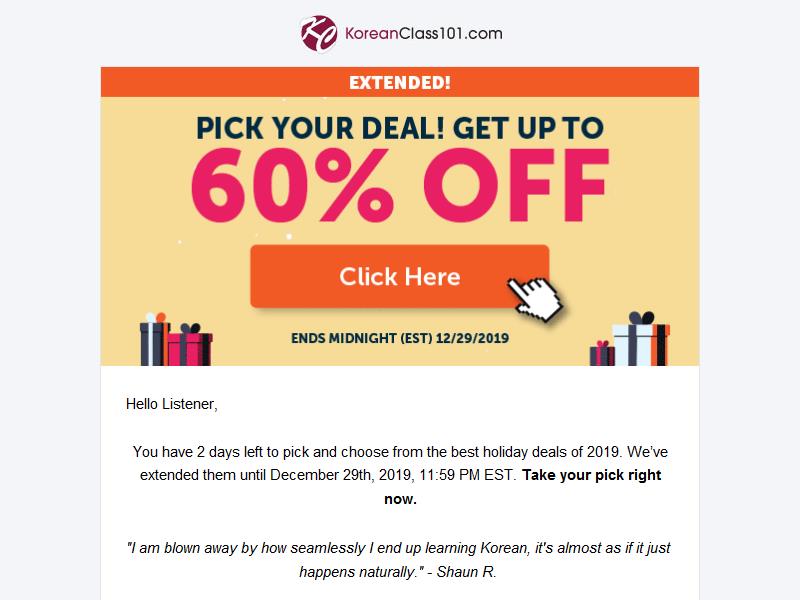 KC KoreanClass101.com
EXTENDED!
PICK YOUR DEAL! GET UP TO
60% OFF
Click Here
ENDS MIDNIGHT (EST) 12/29/2019
Hello Listener,
You have 2 days left to pick and choose from the best holiday deals of 2019. We’ve
extended them until December 29th, 2019, 11:59 PM EST. Take your pick right
now.
"I am blown away by how seamlessly I end up learning Korean, it's almost as if it just
happens naturally." - Shaun R.